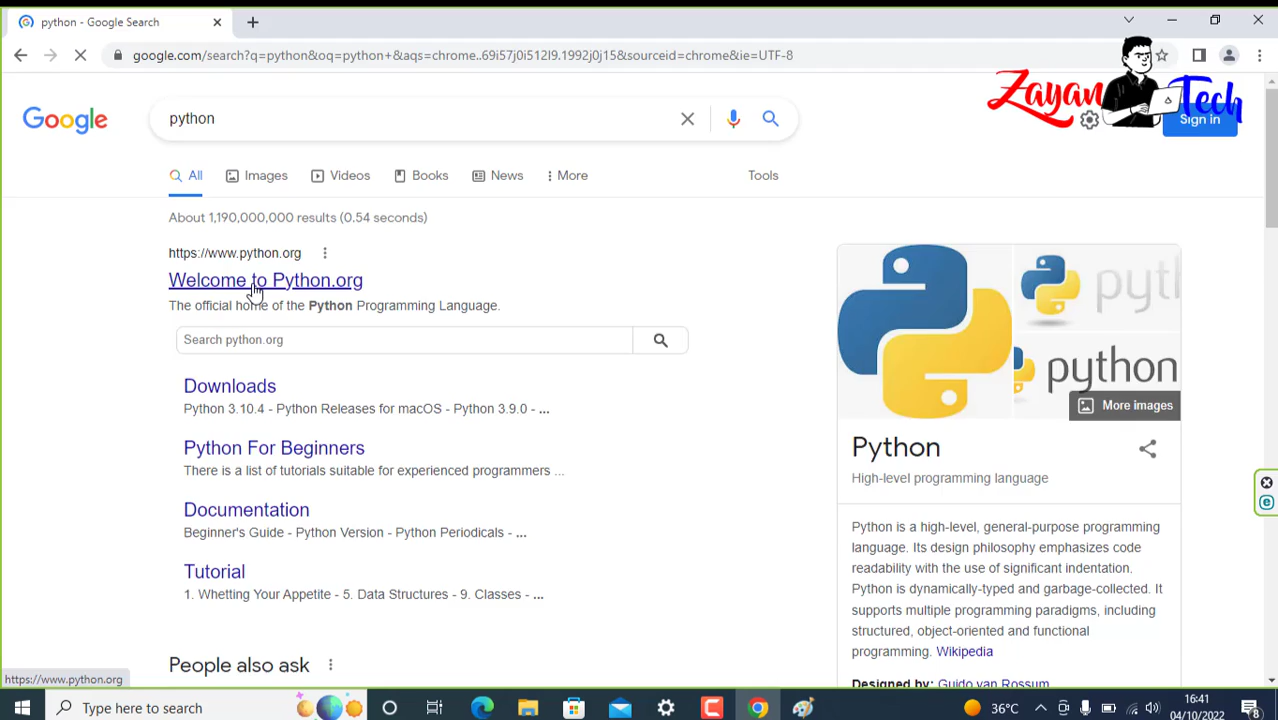 python - Google Search
google.com/search?q=python&oq=python+&aqs=chrome..69i57j0i512l9.1992j0j15&sourceid=chrome&ie=UTF-8
Zayan Tech
Google
python
Sign in
All
Images
Videos
Books
News
More
Tools
About 1,190,000,000 results (0.54 seconds)
https://www.python.org
Welcome to Python.org
The official home of the Python Programming Language.
Search python.org
Downloads
Python 3.10.4 - Python Releases for macOS - Python 3.9.0 - ...
Python For Beginners
There is a list of tutorials suitable for experienced programmers ...
Documentation
Beginner's Guide - Python Version - Python Periodicals - ...
Tutorial
1. Whetting Your Appetite - 5. Data Structures - 9. Classes - ...
People also ask
pyth
python
More images
Python
High-level programming language
Python is a high-level, general-purpose programming
language. Its design philosophy emphasizes code
readability with the use of significant indentation.
Python is dynamically-typed and garbage-collected. It
supports multiple programming paradigms, including
structured, object-oriented and functional
programming. Wikipedia
Designed by: Guido van Rossum
https://www.python.org
Type here to search
36°C
16:41
04/10/2022
8